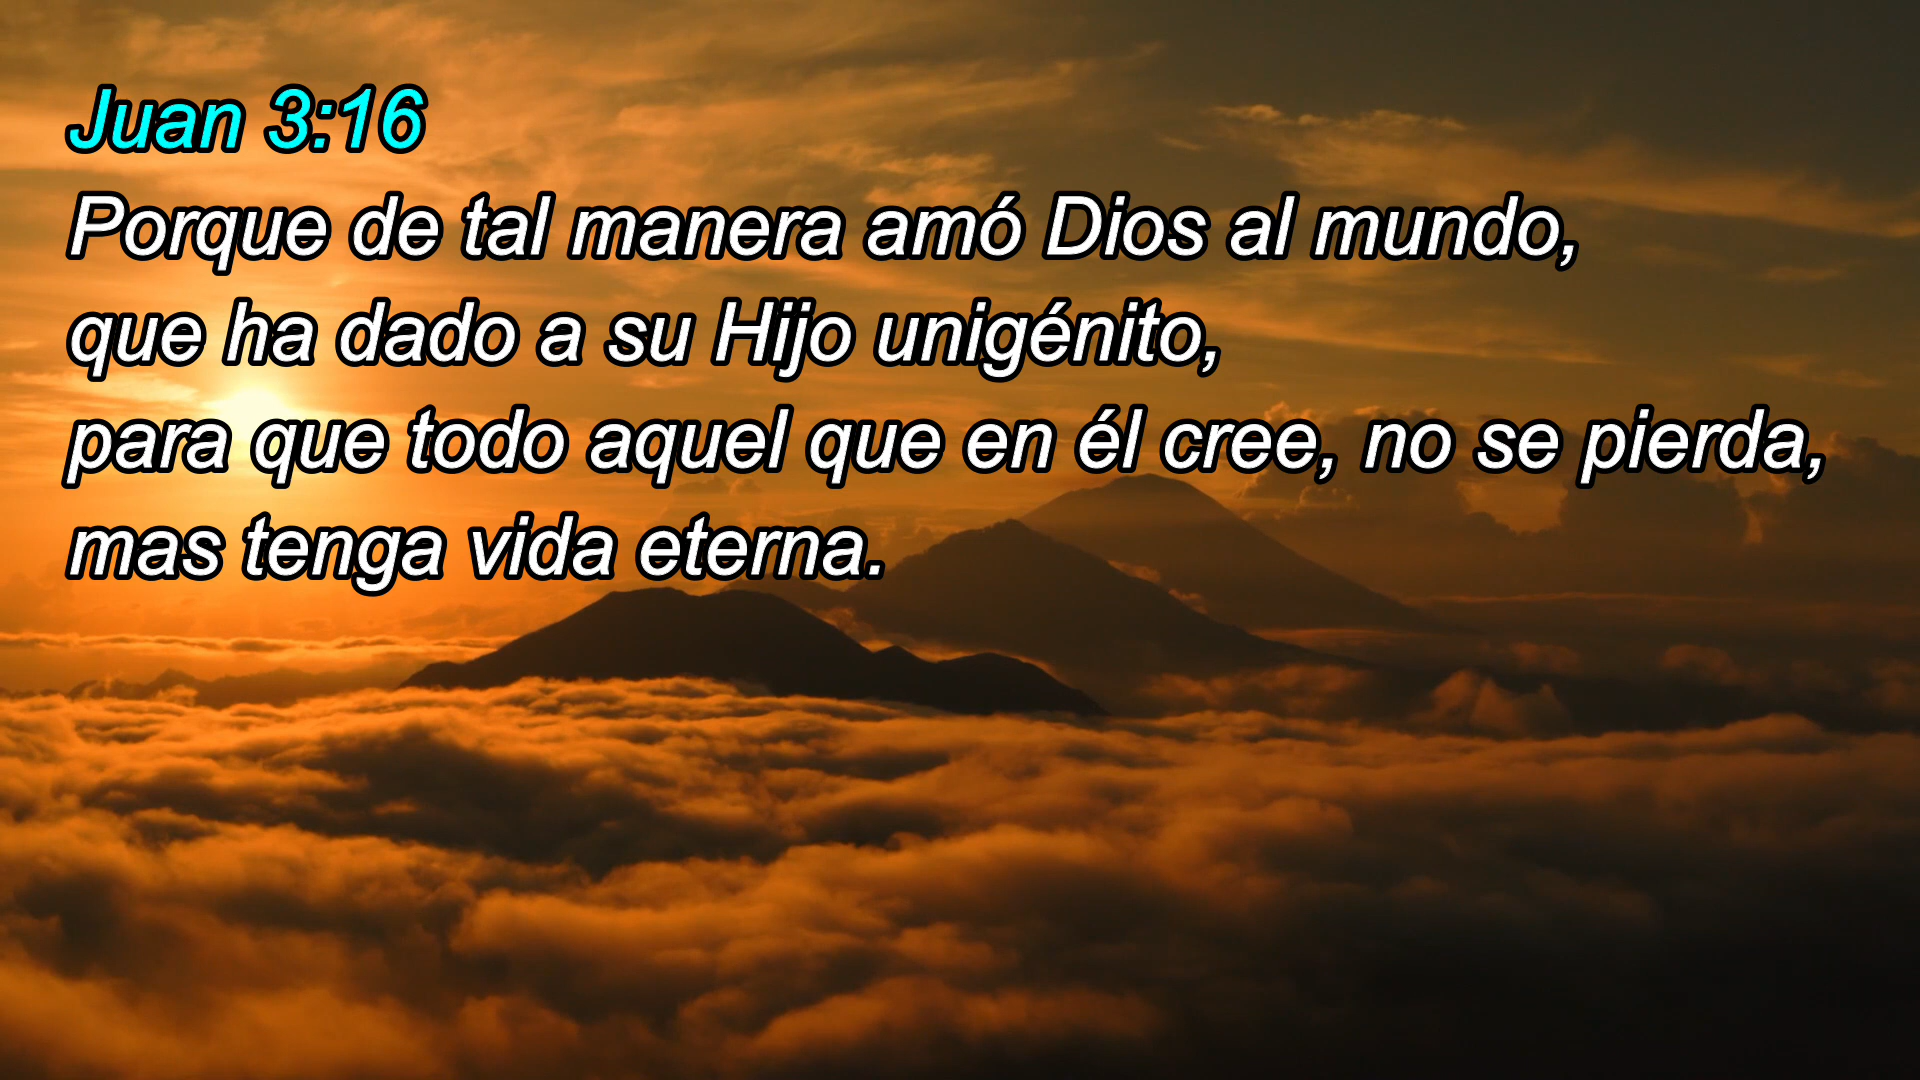 Juan 3:16
Porque de tal manera amó Dios al mundo,
que ha dado a su Hijo unigénito,
para que todo aquel que en él cree, no se pierda,
mas tenga vida eterna.